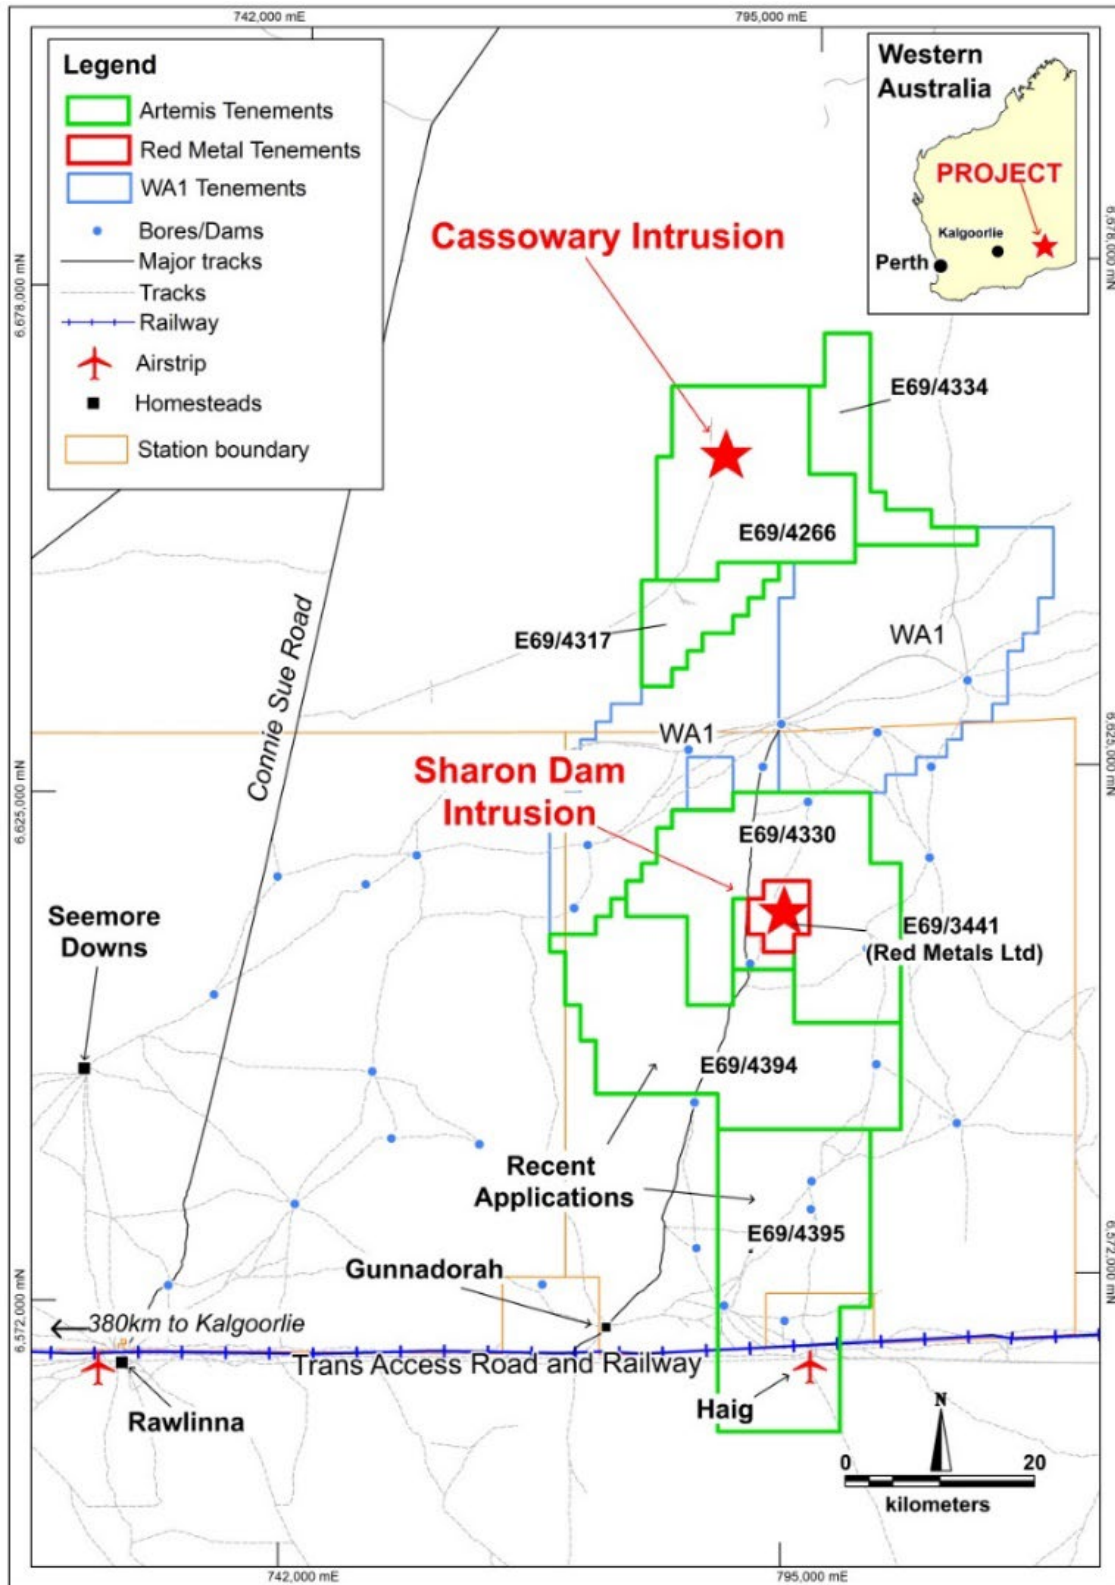 742,000 mE
795,000 mE
Legend
Artemis Tenements
Red Metal Tenements
WA1 Tenements
Bores/Dams
Major tracks
Tracks
Railway
Airstrip
Homesteads
Station boundary
Western
Australia
PROJECT
Kalgoorlie
Perth
6,678,000 mN
6,678,000 mN
Cassowary Intrusion
E69/4334
E69/4266
E69/4317
WA1
Connie Sue Road
WA1
6,625,000 mN
6,625,000 mN
Sharon Dam
Intrusion
E69/4330
Seemore
Downs
E69/3441
(Red Metals Ltd)
E69/4394
Recent
Applications
E69/4395
Gunnadorah
6,572,000 mN
6,572,000 mN
380km to Kalgoorlie
Trans Access Road and Railway
Rawlinna
Haig
N
0 20
kilometers
742,000 mE
795,000 mE